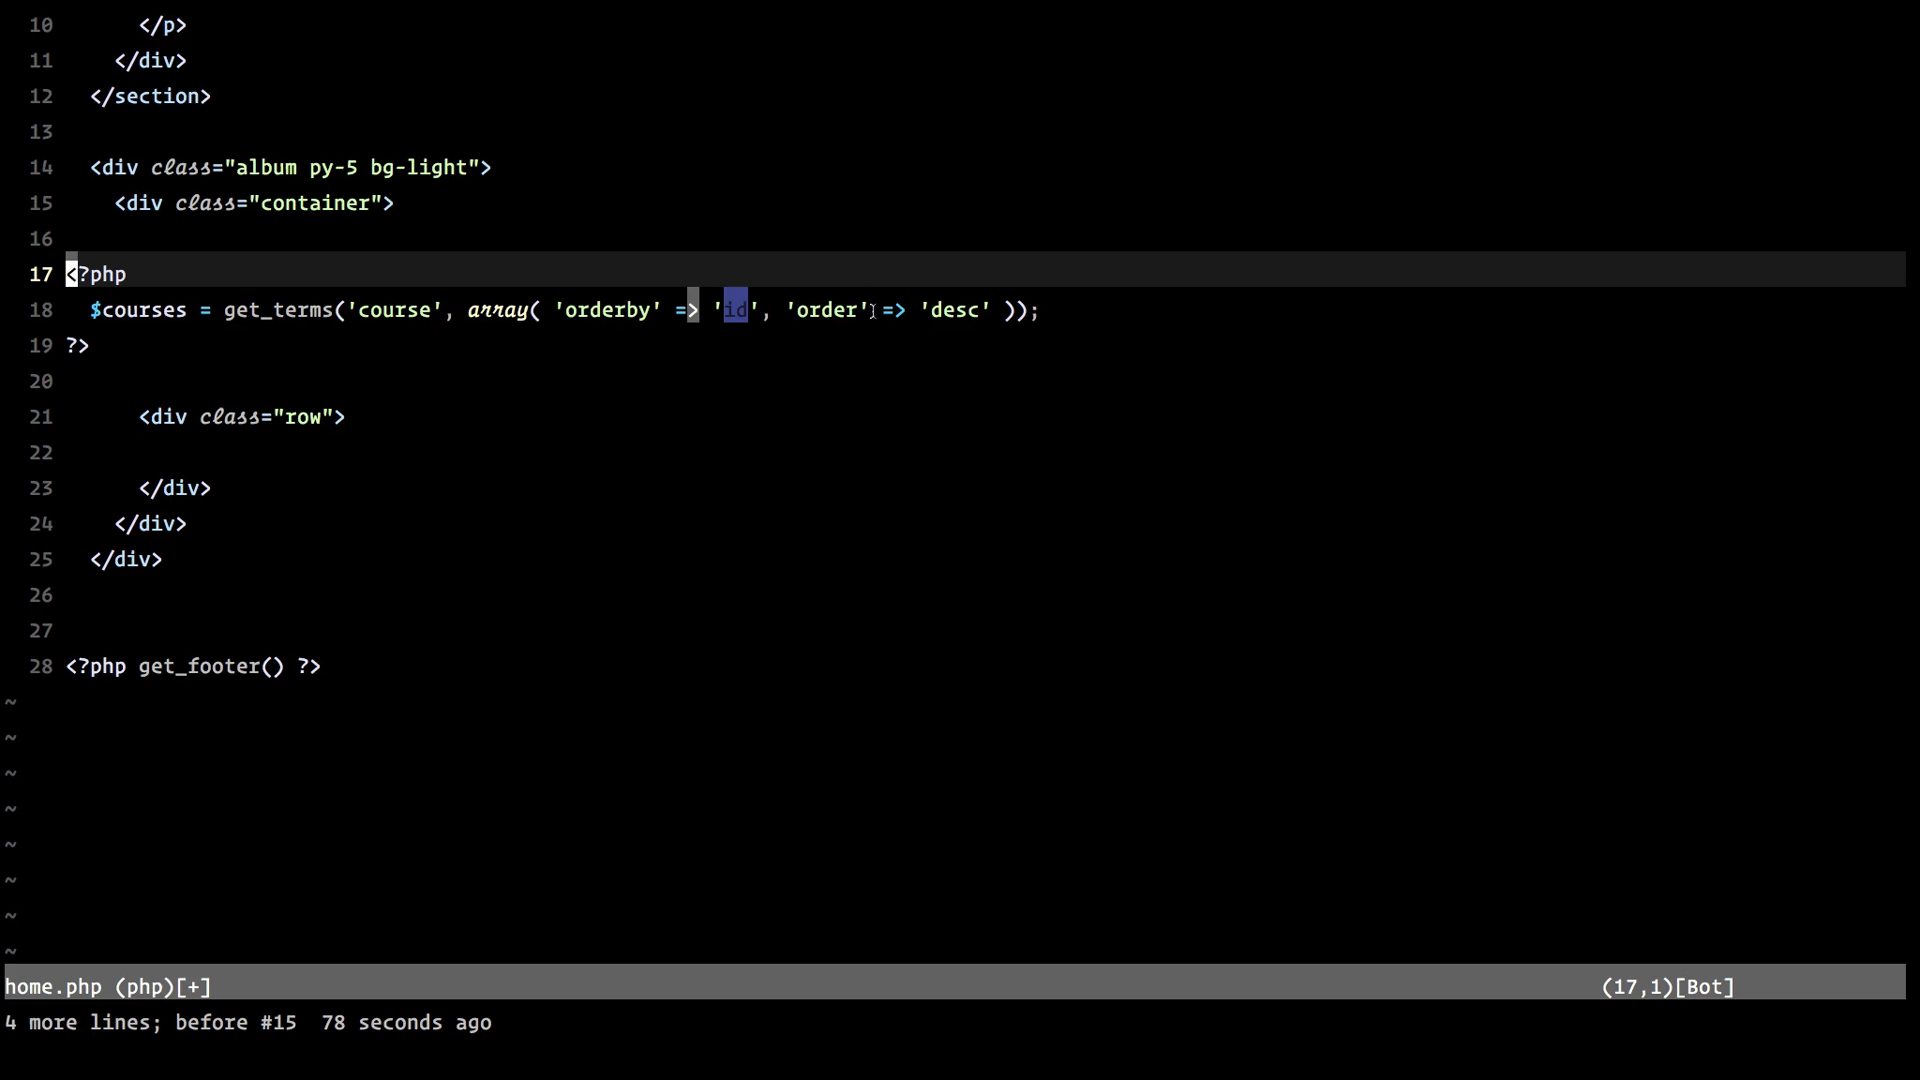 10       </p>
11     </div>
12   </section>
13
14   <div class="album py-5 bg-light">
15     <div class="container">
16
17 <?php
18   $courses = get_terms('course', array( 'orderby' => 'id', 'order' => 'desc' ));
19 ?>
20
21       <div class="row">
22
23       </div>
24     </div>
25   </div>
26
27
28 <?php get_footer() ?>
~
~
~
~
~
~
~
~
home.php (php)[+] (17,1)[Bot]
4 more lines; before #15  78 seconds ago